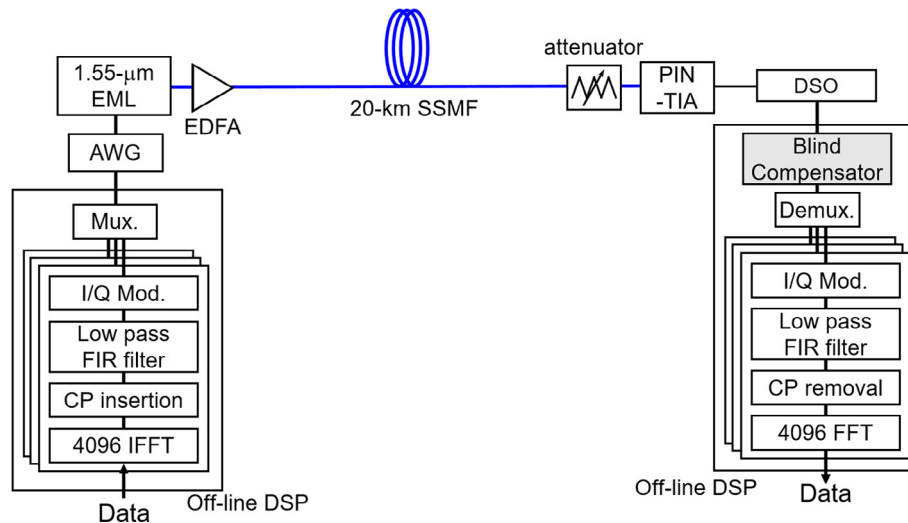 1.55-μm
EML
EDFA
20-km SSMF
attenuator
PIN
-TIA
DSO
AWG
Mux.
I/Q Mod.
Low pass
FIR filter
CP insertion
4096 IFFT
Data
Off-line DSP
Blind
Compensator
Demux.
I/Q Mod.
Low pass
FIR filter
CP removal
4096 FFT
Off-line DSP
Data